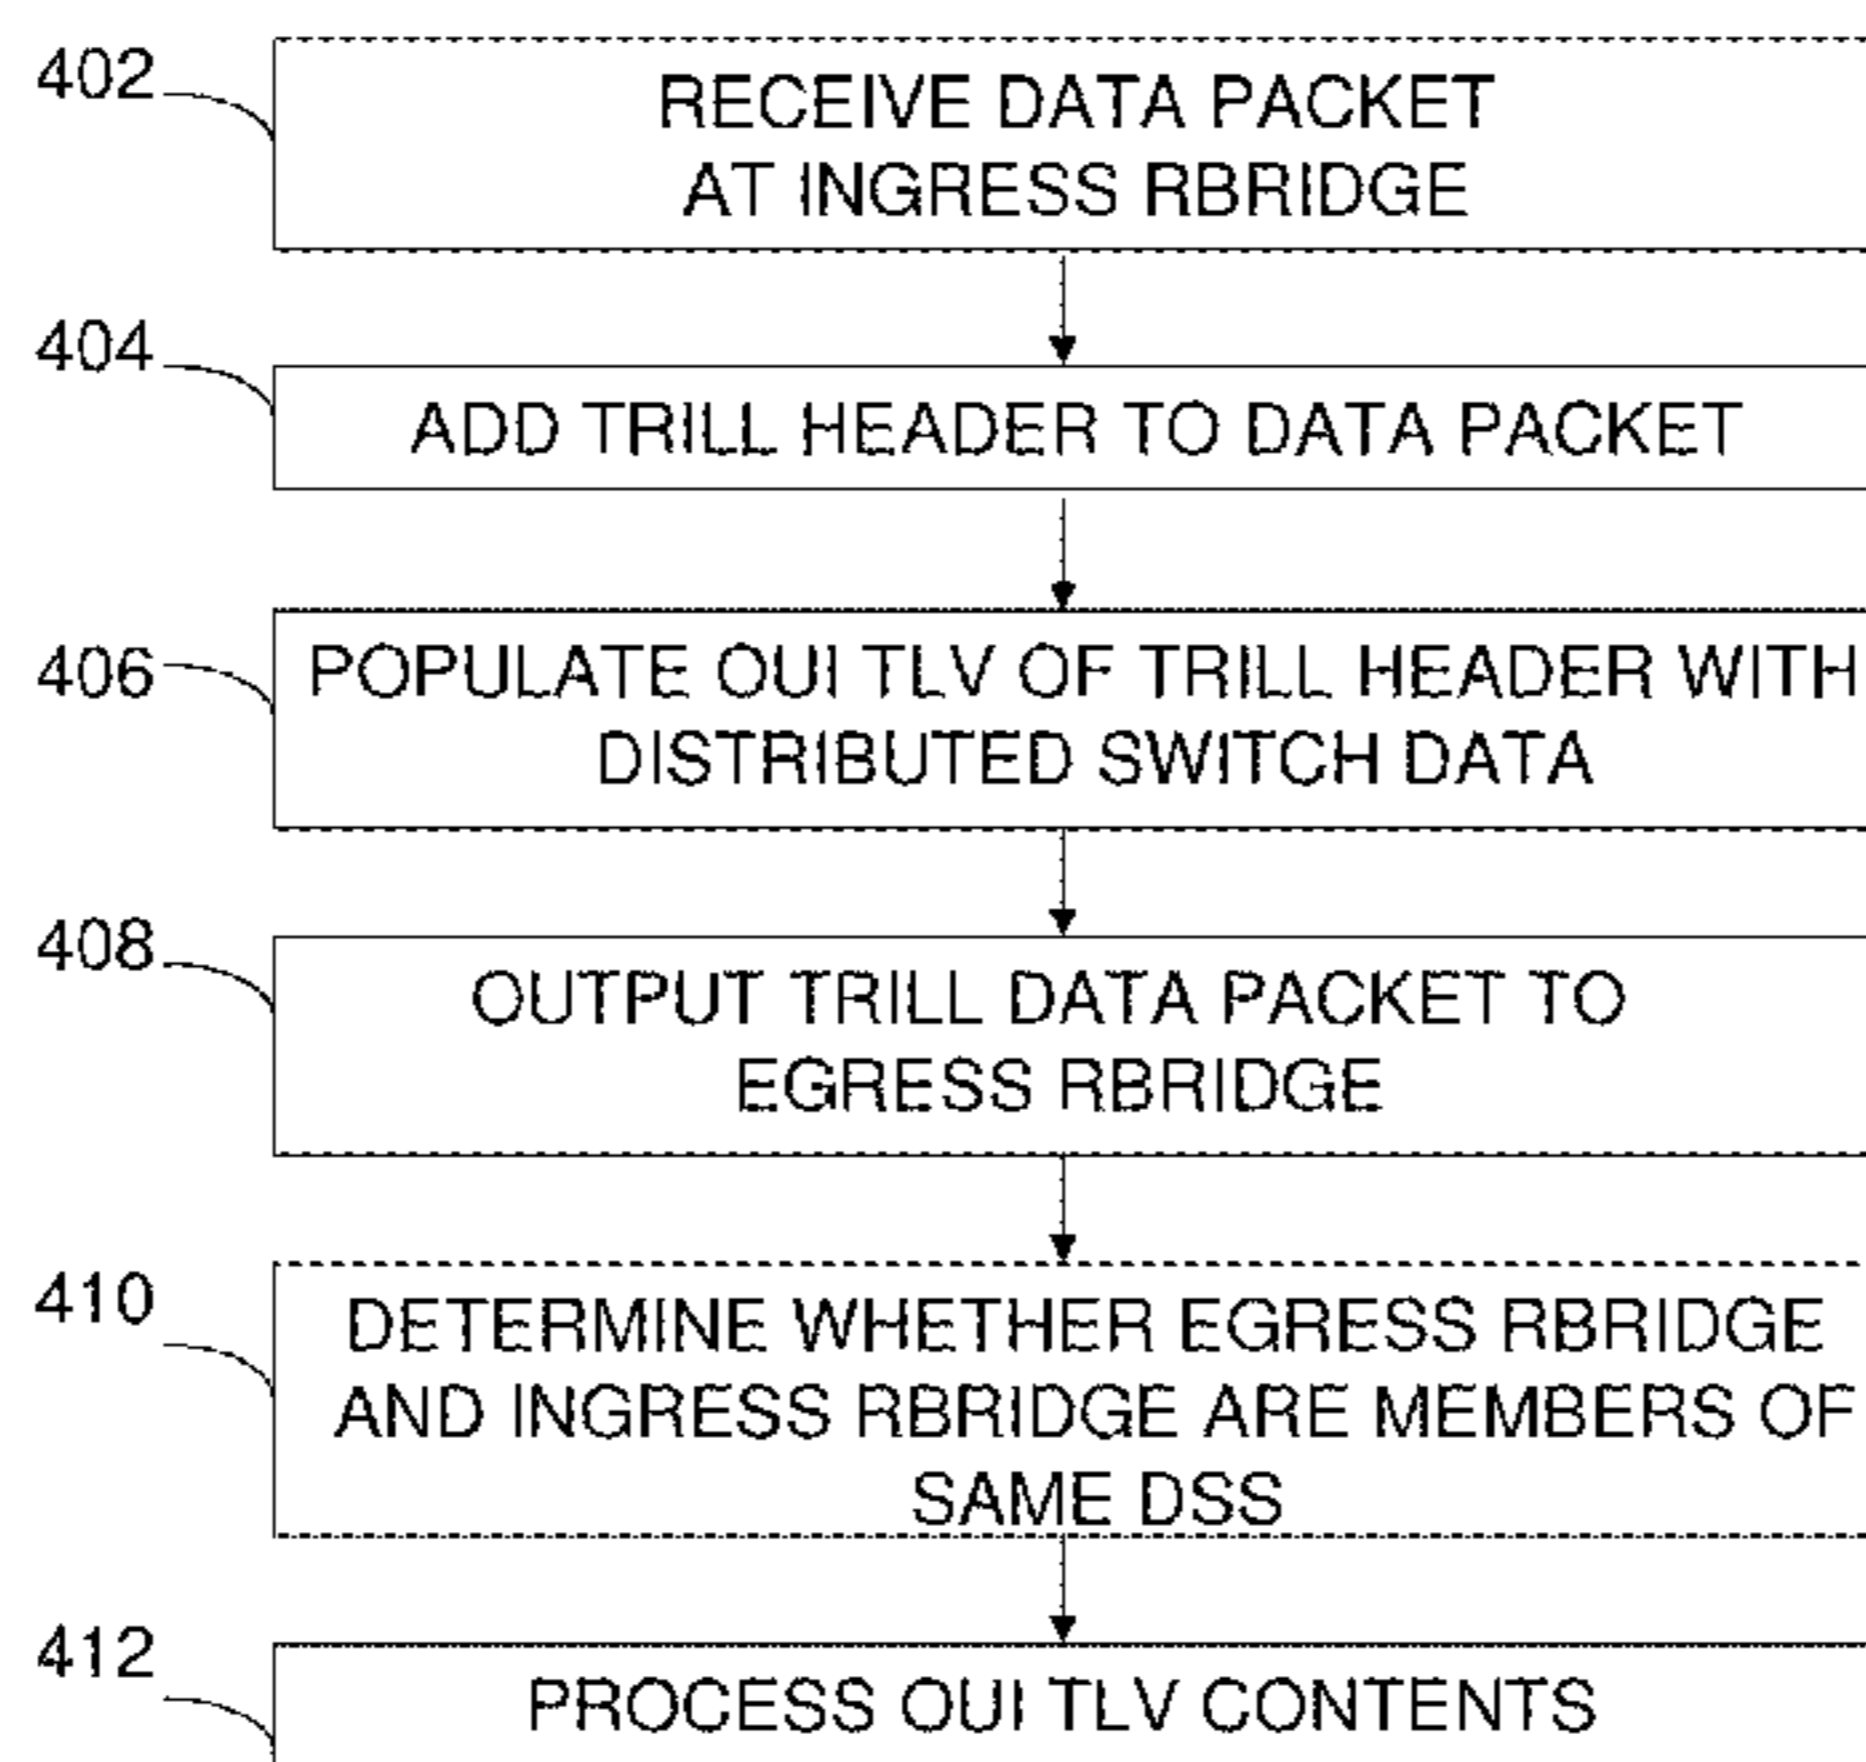 402
RECEIVE DATA PACKET
AT INGRESS RBRIDGE
404
ADD TRILL HEADER TO DATA PACKET
406
POPULATE OUI TLV OF TRILL HEADER WITH
DISTRIBUTED SWITCH DATA
408
OUTPUT TRILL DATA PACKET TO
EGRESS RBRIDGE
410
DETERMINE WHETHER EGRESS RBRIDGE
AND INGRESS RBRIDGE ARE MEMBERS OF
SAME DSS
412
PROCESS OUI TLV CONTENTS